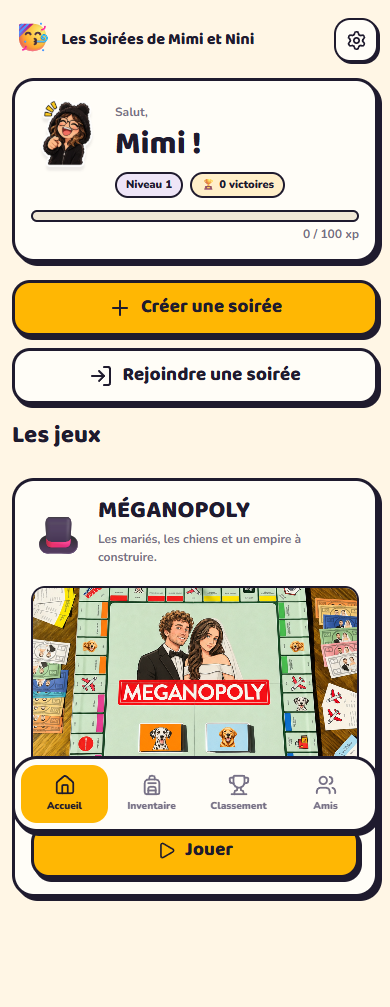 Les Soirées de Mimi et Nini
Salut,
Mimi !
Niveau 1
0 victoires
0 / 100 xp
Créer une soirée
Rejoindre une soirée
Les jeux
MÉGANOPOLY
Les mariés, les chiens et un empire à
construire.
MEGANOPOLY
Accueil
Inventaire
Classement
Amis
Jouer